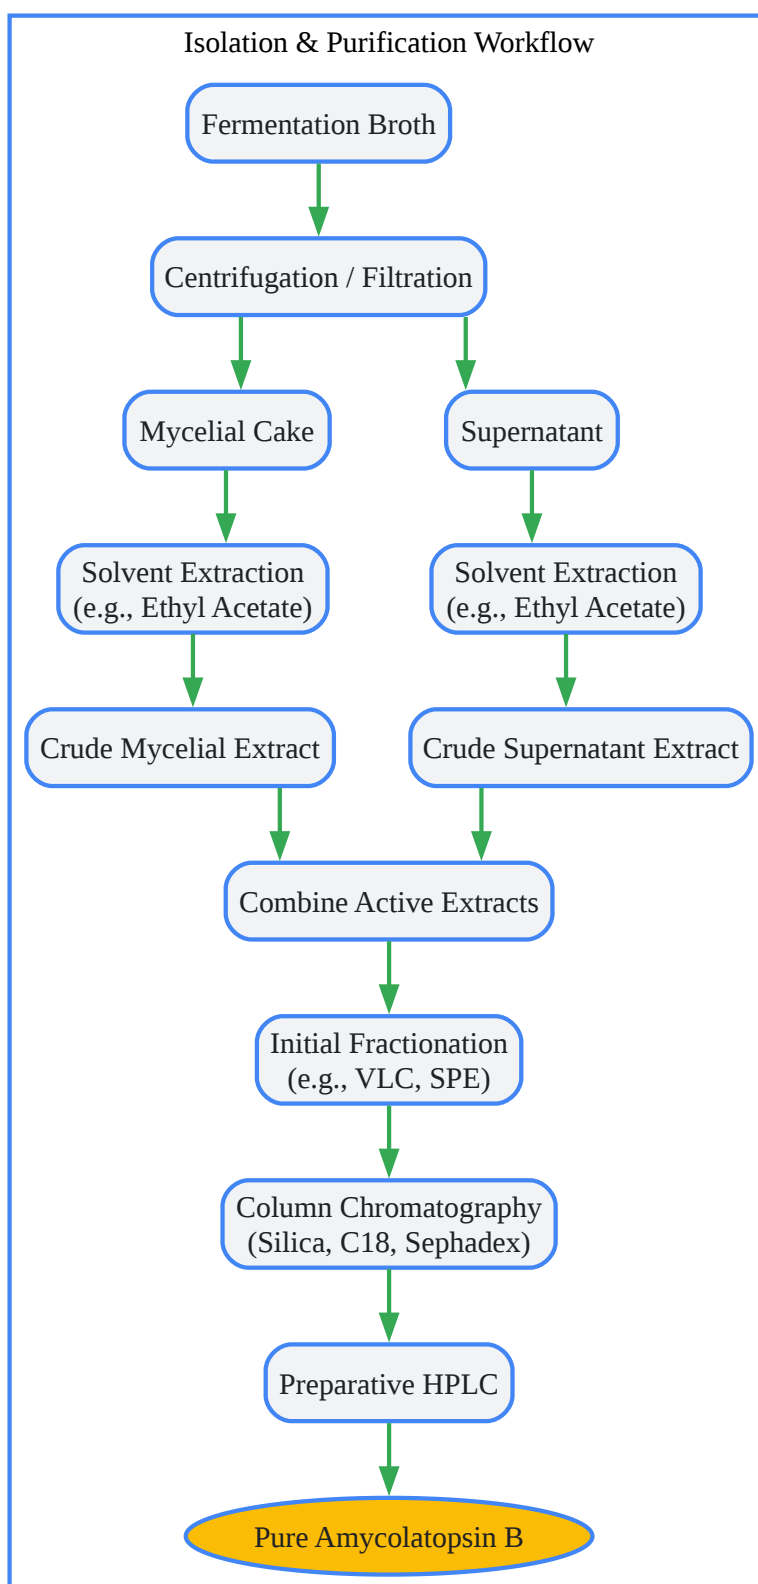 Isolation & Purification Workflow
Fermentation Broth
Centrifugation / Filtration
Mycelial Cake
Supernatant
Solvent Extraction
(e.g., Ethyl Acetate)
Solvent Extraction
(e.g., Ethyl Acetate)
Crude Mycelial Extract
Crude Supernatant Extract
Combine Active Extracts
Initial Fractionation
(e.g., VLC, SPE)
Column Chromatography
(Silica, C18, Sephadex)
Preparative HPLC
Pure Amycolatopsin B